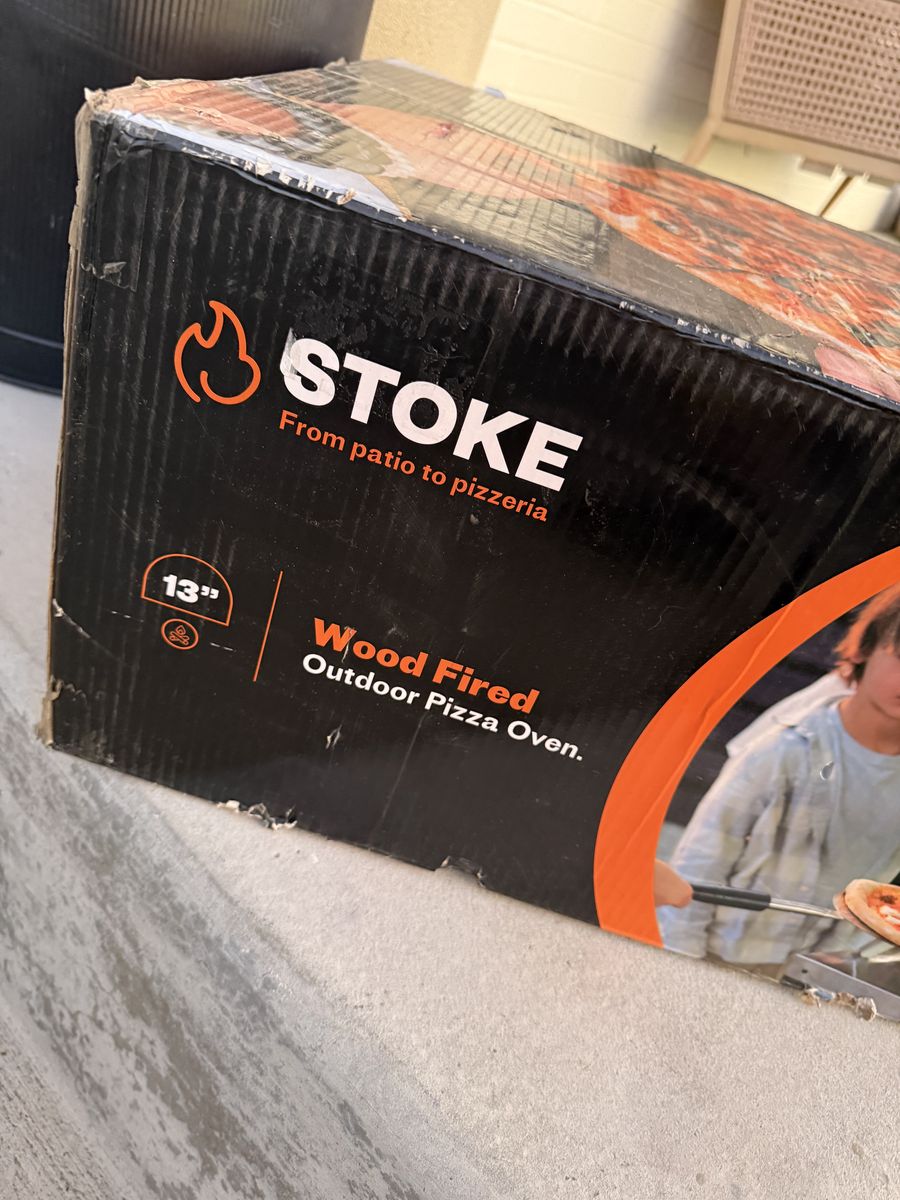 STOKE
From patio to pizzeria
13”
Wood Fired
Outdoor Pizza Oven.